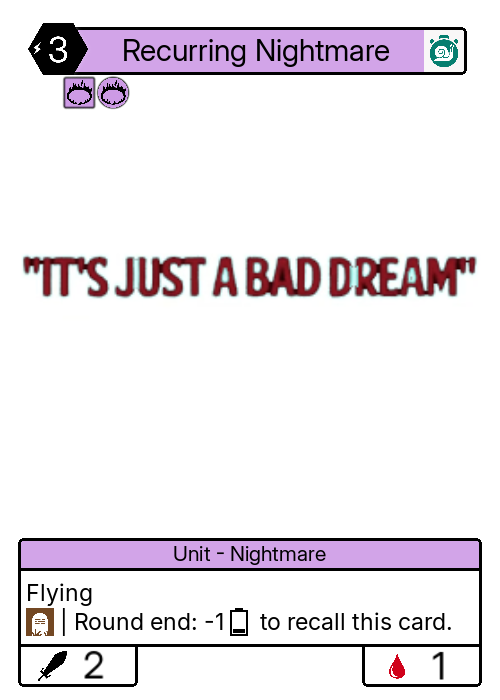 3 Recurring Nightmare
"IT'S JUST A BAD DREAM"
Unit - Nightmare
Flying
| Round end: -1 to recall this card.
2 1